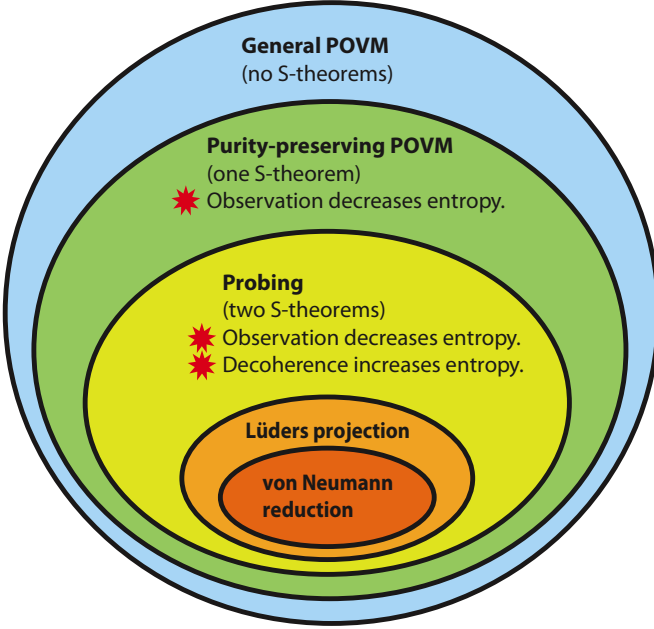 General POVM
(no S-theorems)
Purity-preserving POVM
(one S-theorem)
Observation decreases entropy.
Probing
(two S-theorems)
Observation decreases entropy.
Decoherence increases entropy.
Lüders projection
von Neumann
reduction